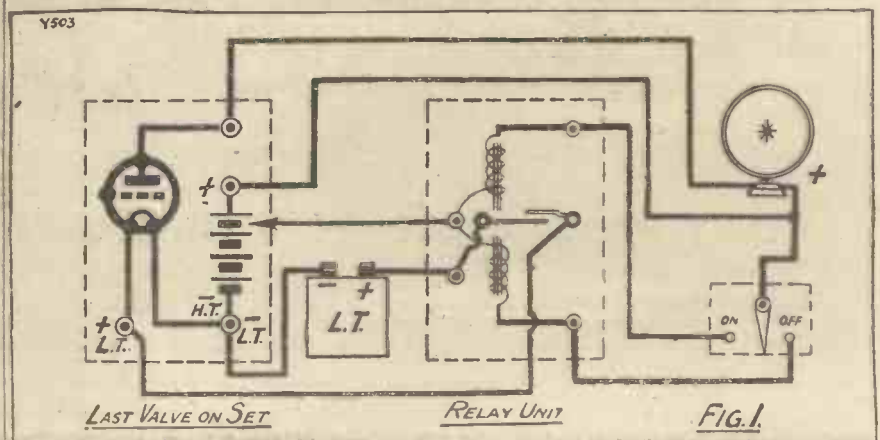 Y503
+
+
H.T.
-
+
L.T.
-
L.T.
-
+
L.T.
ON
OFF
LAST VALVE ON SET
RELAY UNIT
FIG.1.